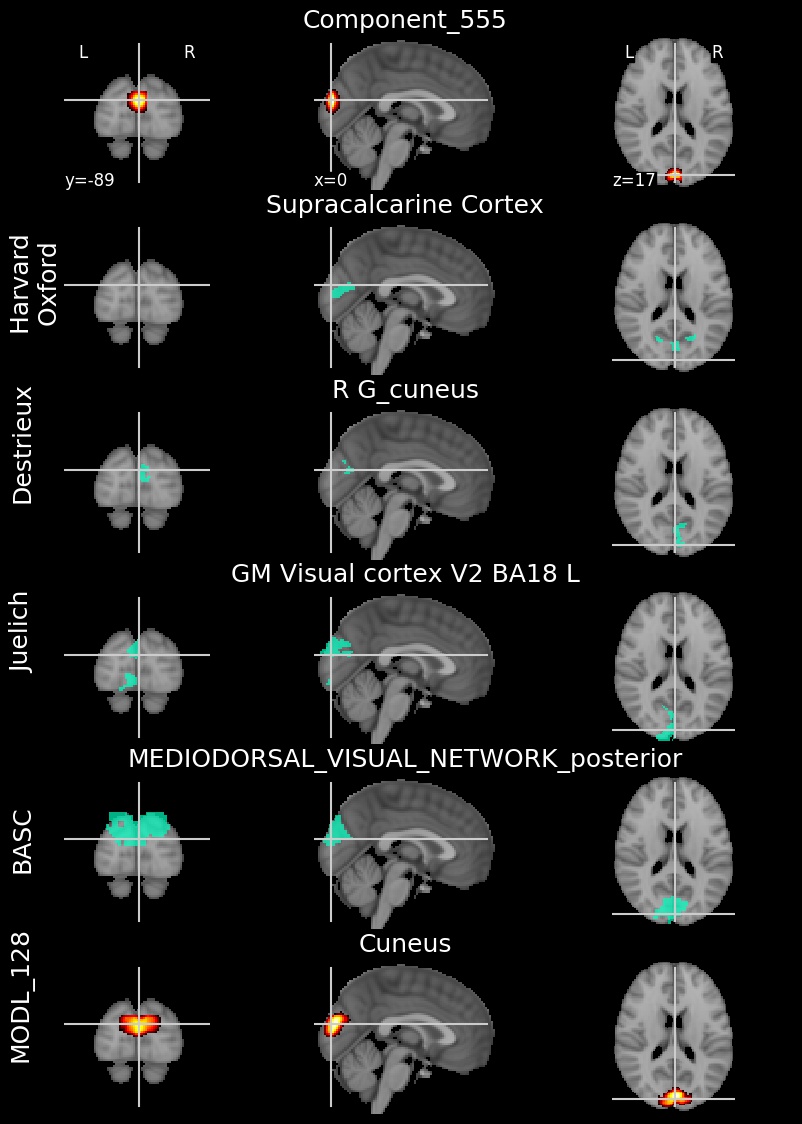 Component_555
L R L R
y=-89 x=0 z=17
Supracalcarine Cortex
Harvard
Oxford
R G_cuneus
Destrieux
GM Visual cortex V2 BA18 L
Juelich
MEDIODORSAL_VISUAL_NETWORK_posterior
BASC
Cuneus
MODL_128